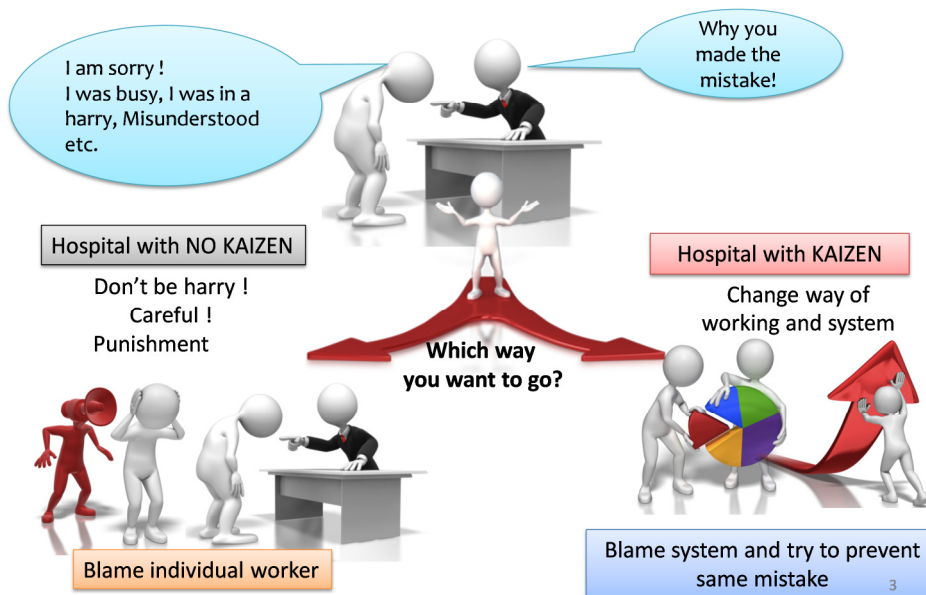 I am sorry !
I was busy, I was in a
harry, Misunderstood
etc.
Why you
made the
mistake!
Hospital with NO KAIZEN
Don't be harry !
Careful !
Punishment
Which way
you want to go?
Hospital with KAIZEN
Change way of
working and system
Blame individual worker
Blame system and try to prevent
same mistake
3